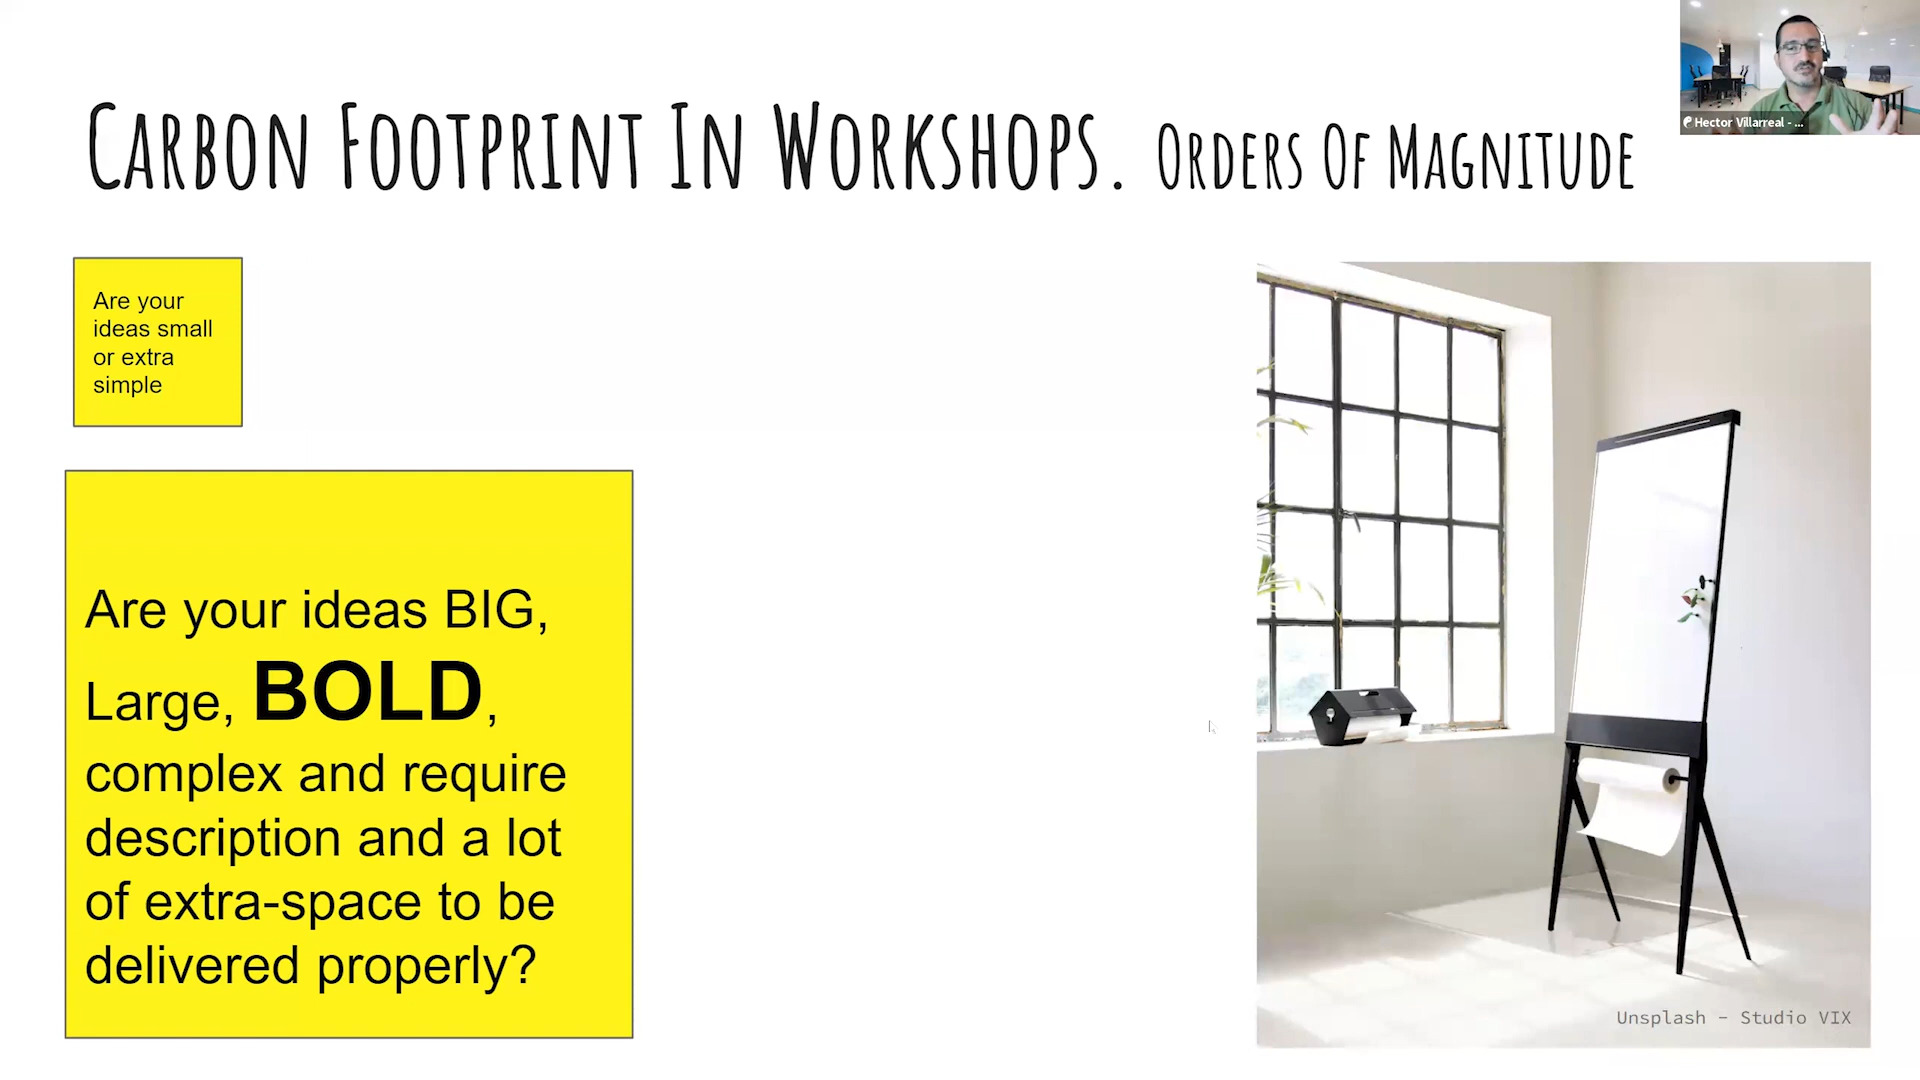 Carbon Footprint In Workshops. Orders Of Magnitude
Hector Villarreal - ...
Are your
ideas small
or extra
simple
Are your ideas BIG,
Large, BOLD,
complex and require
description and a lot
of extra-space to be
delivered properly?
Unsplash - Studio VIX